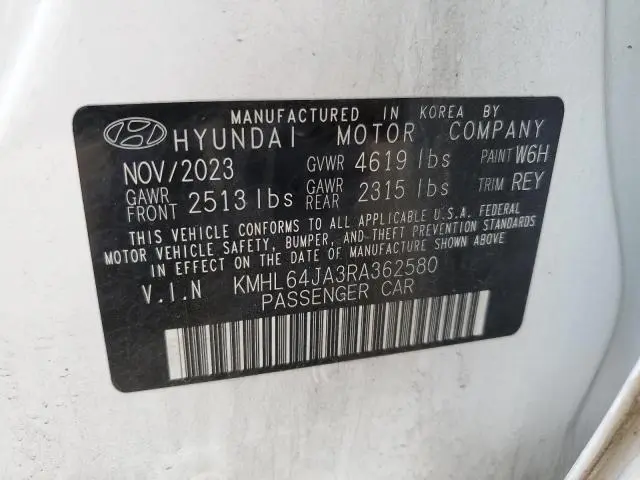 MANUFACTURED IN KOREA BY
HYUNDAI MOTOR COMPANY
NOV/2023 GVWR 4619 lbs PAINT W6H
GAWR FRONT 2513 lbs GAWR REAR 2315 lbs TRIM REY
THIS VEHICLE CONFORMS TO ALL APPLICABLE U.S.A. FEDERAL
MOTOR VEHICLE SAFETY, BUMPER, AND THEFT PREVENTION STANDARDS
IN EFFECT ON THE DATE OF MANUFACTURE SHOWN ABOVE
V.I.N KMHL64JA3RA362580
PASSENGER CAR